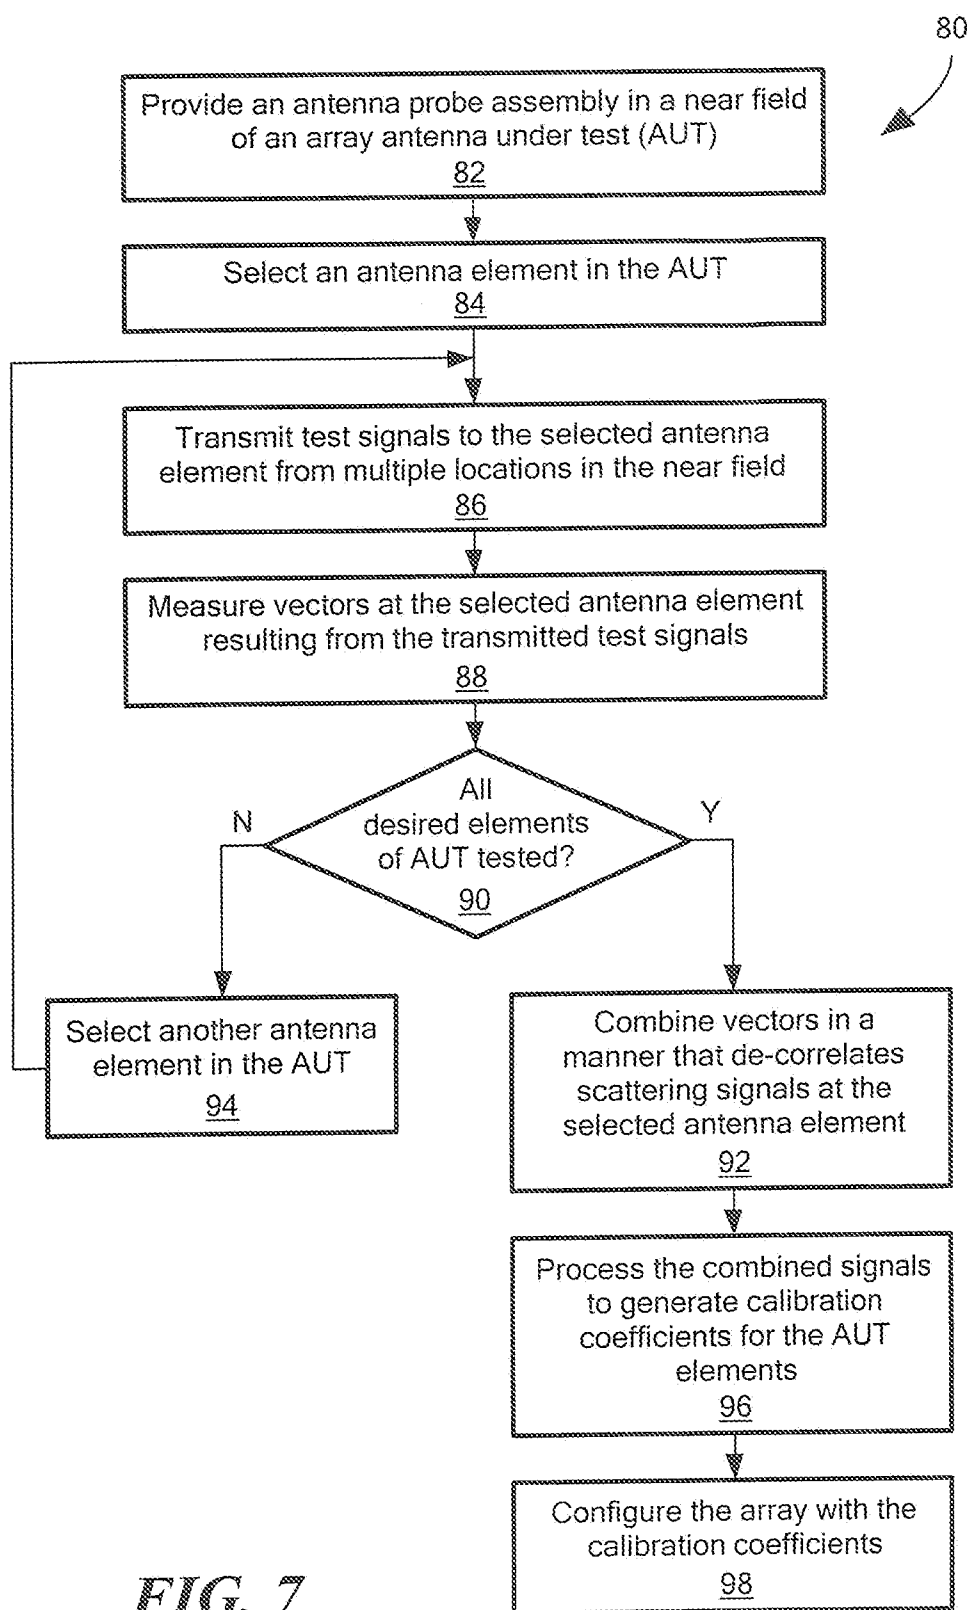 80
Provide an antenna probe assembly in a near field
of an array antenna under test (AUT)
82
Select an antenna element in the AUT
84
Transmit test signals to the selected antenna
element from multiple locations in the near field
86
Measure vectors at the selected antenna element
resulting from the transmitted test signals
88
All
desired elements
of AUT tested?
90
N
Y
Select another antenna
element in the AUT
94
Combine vectors in a
manner that de-correlates
scattering signals at the
selected antenna element
92
Process the combined signals
to generate calibration
coefficients for the AUT
elements
96
Configure the array with the
calibration coefficients
98
FIG. 7